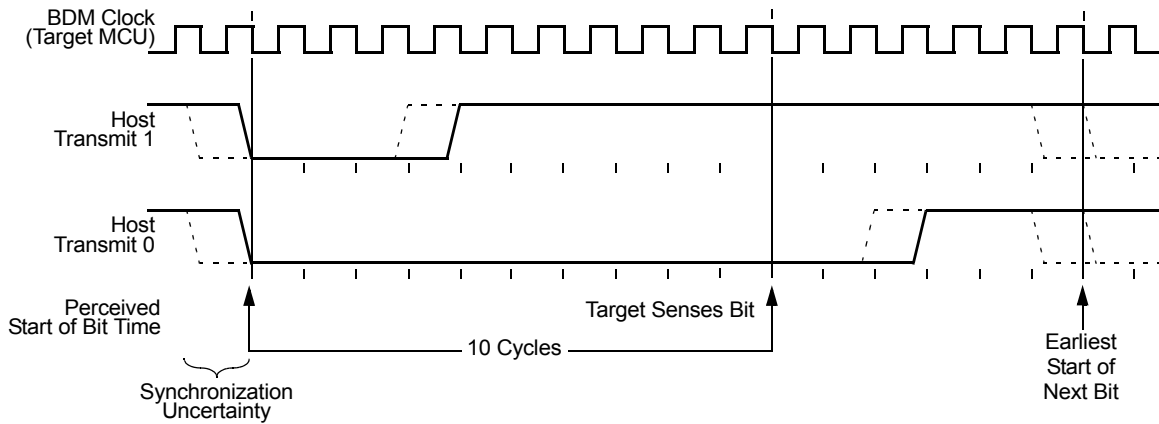 BDM Clock
(Target MCU)
Host
Transmit 1
Host
Transmit 0
Perceived
Start of Bit Time
Target Senses Bit
10 Cycles
Earliest
Start of
Next Bit
Synchronization
Uncertainty